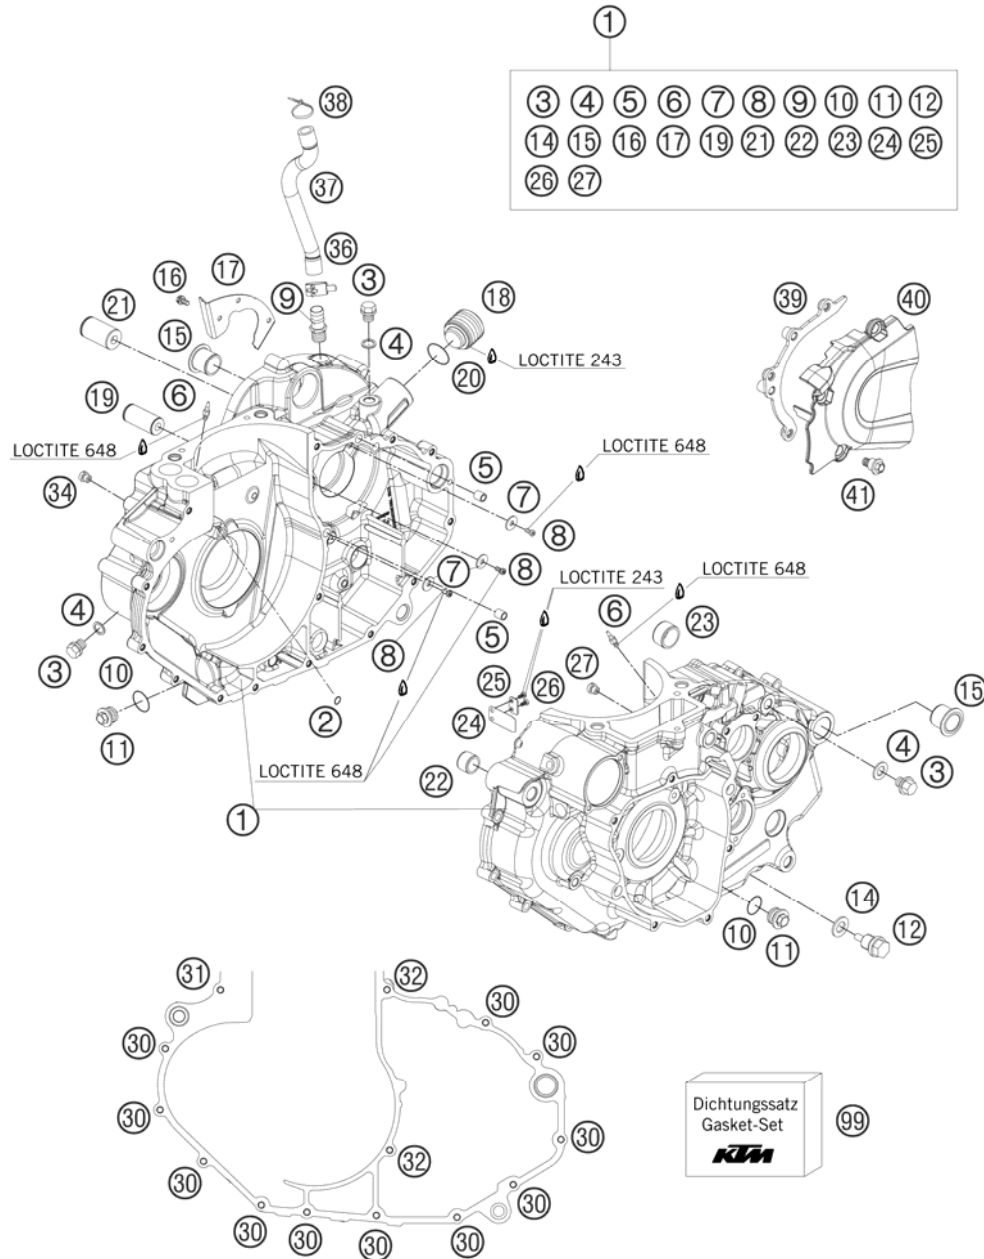 1
3 4 5 6 7 8 9 10 11 12
14 15 16 17 19 21 22 23 24 25
26 27
38
37
36
16 17 3
21 9 18
15 4
39 40
6 20 LOCTITE 243
19
LOCTITE 648
LOCTITE 648
34 5
7
8 41
7 8 LOCTITE 243
LOCTITE 648
4 6
5 23
3 8 27
10 25 26
15
2 24 4
11 3
LOCTITE 648 22
1
14
10 12
11
31 32
30
30 30
30
Dichtungssatz
Gasket-Set
KTM
99
30
32
30 30
30 30 30 30